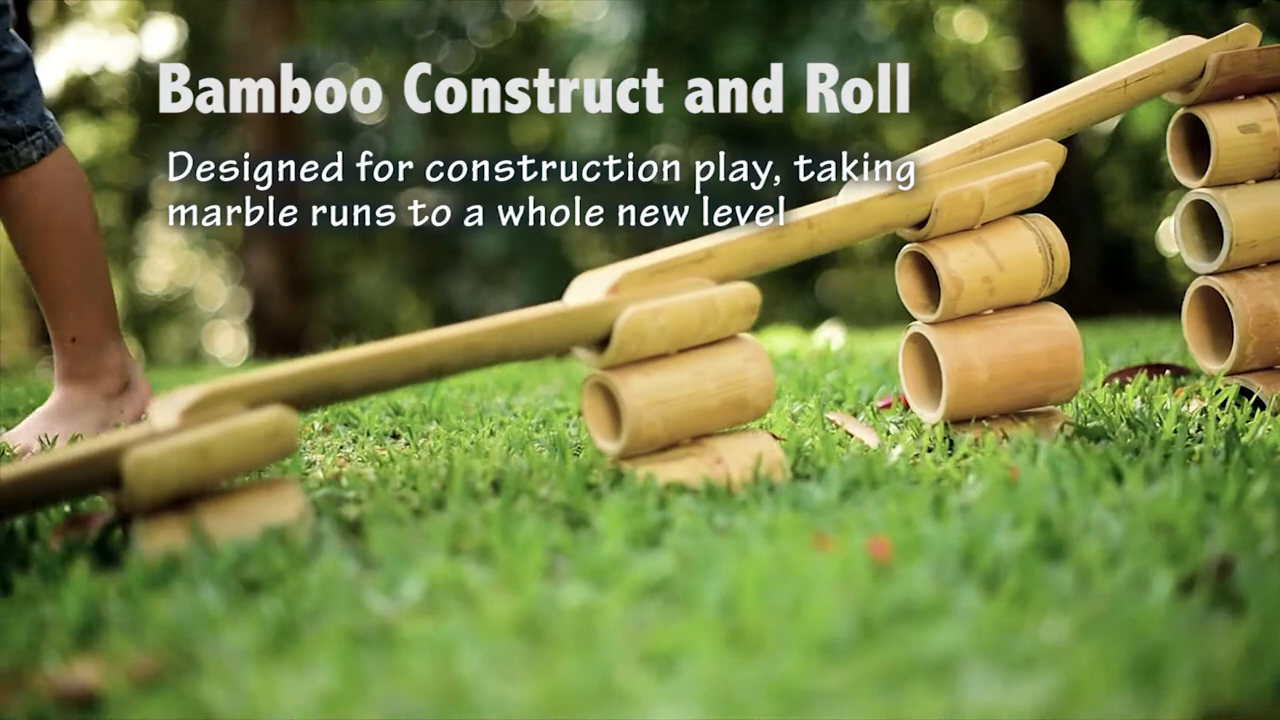 Bamboo Construct and Roll
Designed for construction play, taking
marble runs to a whole new level